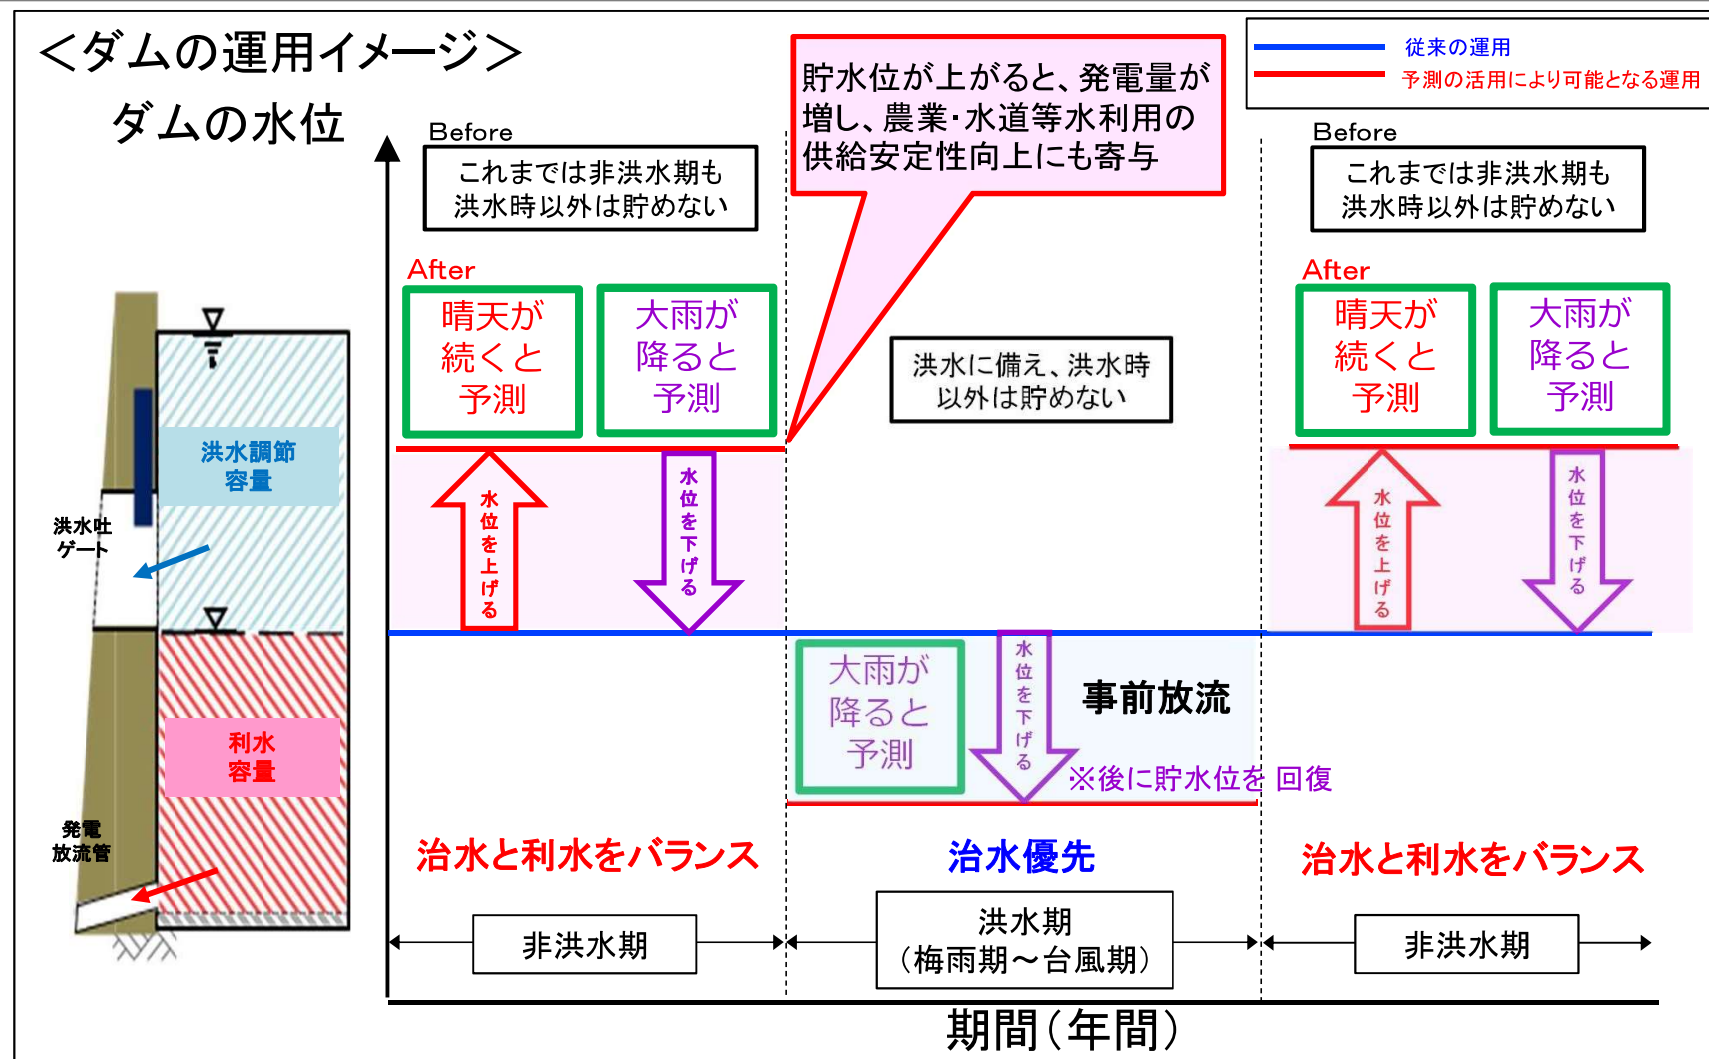 ＜ダムの運用イメージ＞
ダムの水位
従来の運用
予測の活用により可能となる運用
貯水位が上がると、発電量が
増し、農業・水道等水利用の
供給安定性向上にも寄与
Before
これまでは非洪水期も
洪水時以外は貯めない
After
晴天が
続くと
予測
大雨が
降ると
予測
水位を上げる
水位を下げる
洪水に備え、洪水時
以外は貯めない
Before
これまでは非洪水期も
洪水時以外は貯めない
After
晴天が
続くと
予測
大雨が
降ると
予測
水位を上げる
水位を下げる
洪水調節
容量
洪水吐
ゲート
利水
容量
発電
放流管
大雨が
降ると
予測
水位を下げる
事前放流
※後に貯水位を 回復
治水と利水をバランス
治水優先
治水と利水をバランス
非洪水期
洪水期
（梅雨期～台風期）
非洪水期
期間（年間）